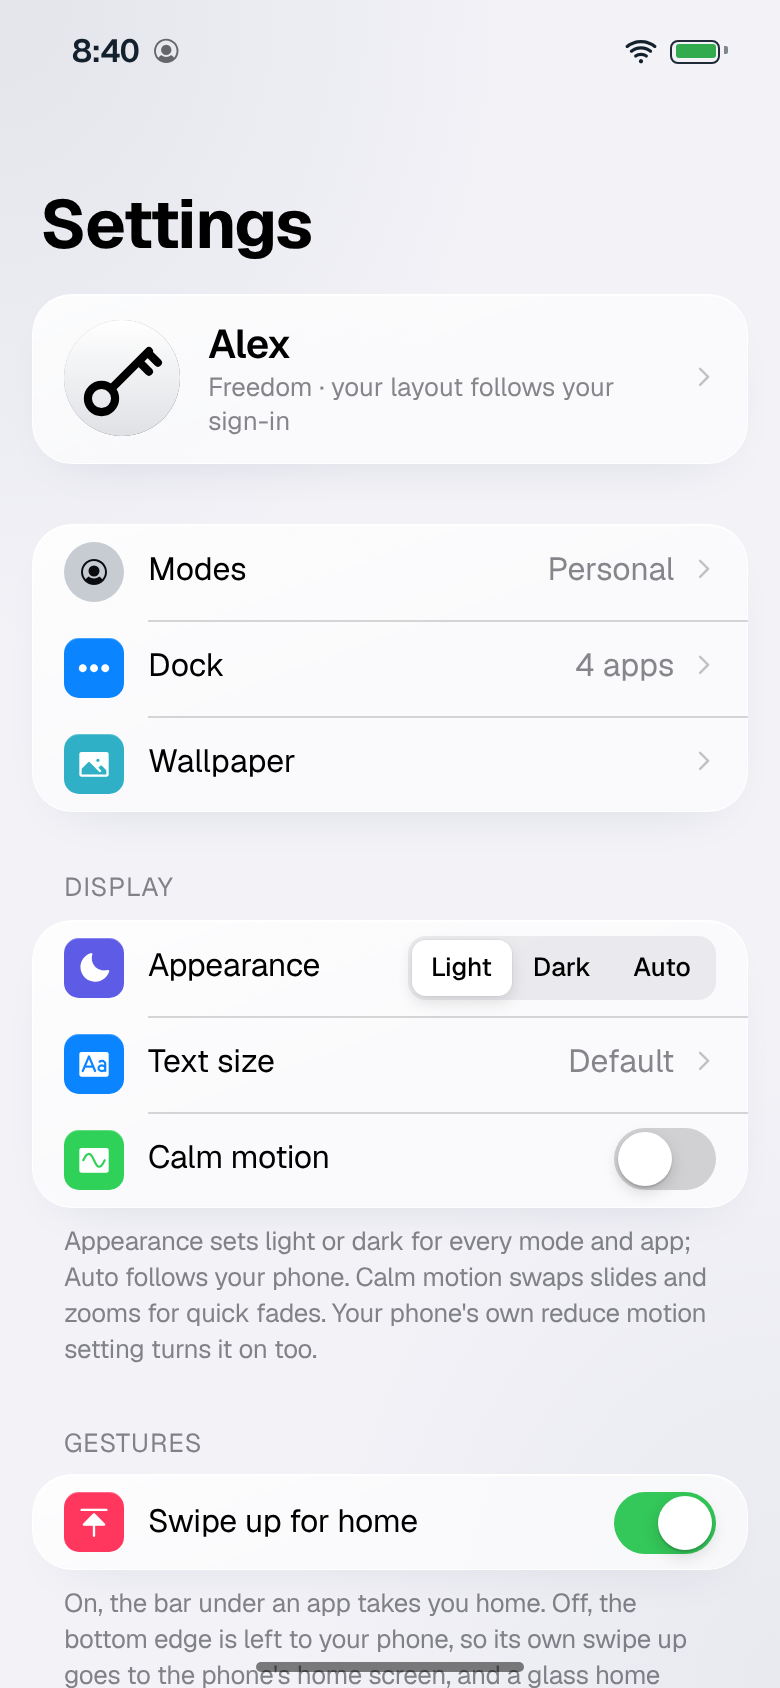 8:40
Settings
Alex
Freedom · your layout follows your
sign-in
Modes Personal
Dock 4 apps
Wallpaper
DISPLAY
Appearance Light Dark Auto
Aa Text size Default
Calm motion
Appearance sets light or dark for every mode and app;
Auto follows your phone. Calm motion swaps slides and
zooms for quick fades. Your phone's own reduce motion
setting turns it on too.
GESTURES
Swipe up for home
On, the bar under an app takes you home. Off, the
bottom edge is left to your phone, so its own swipe up
goes to the phone's home screen, and a glass home